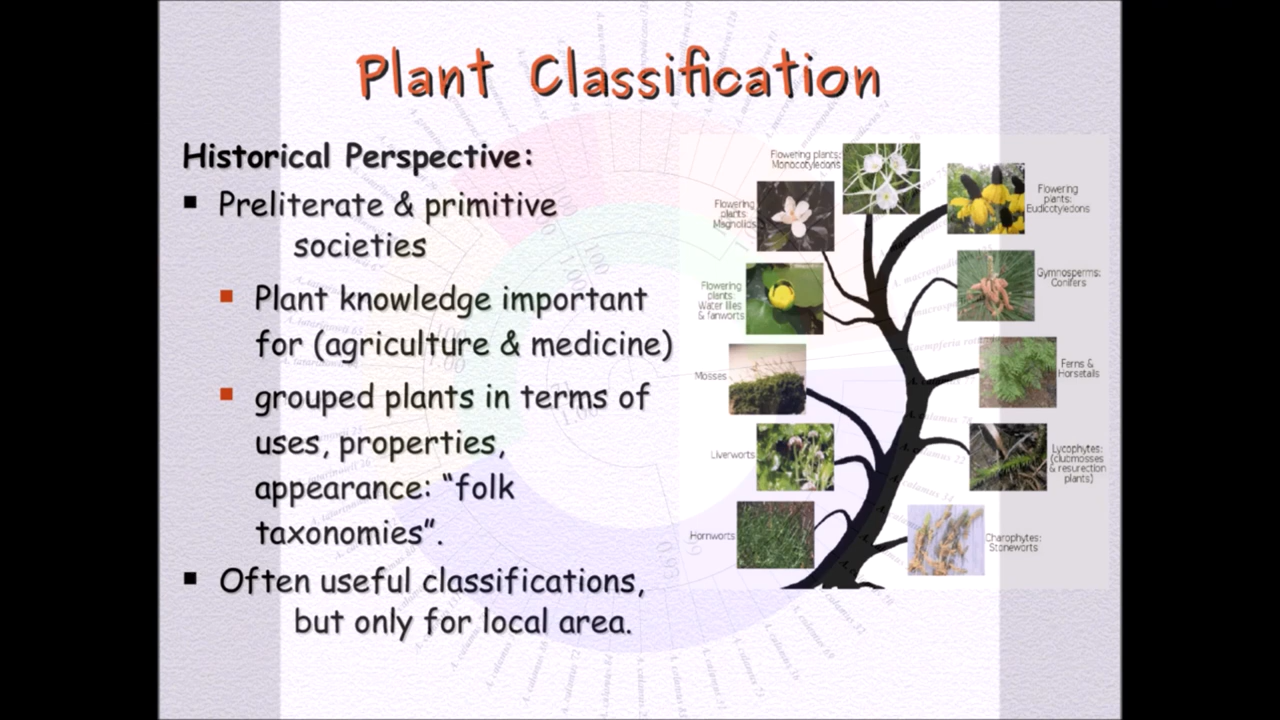 Plant Classification
Historical Perspective:
▪ Preliterate & primitive
societies
▪ Plant knowledge important
for (agriculture & medicine)
▪ grouped plants in terms of
uses, properties,
appearance: “folk
taxonomies”.
▪ Often useful classifications,
but only for local area.
Flowering plants:
Monocotyledons
Flowering
plants:
Magnoliids
Flowering
plants:
Eudicotyledons
Flowering
plants:
Water lilies
& fanworts
Gymnosperms:
Conifers
Mosses
Ferns &
Horsetails
Liverworts
Lycophytes:
(clubmosses
& resurection
plants)
Hornworts
Charophytes:
Stoneworts